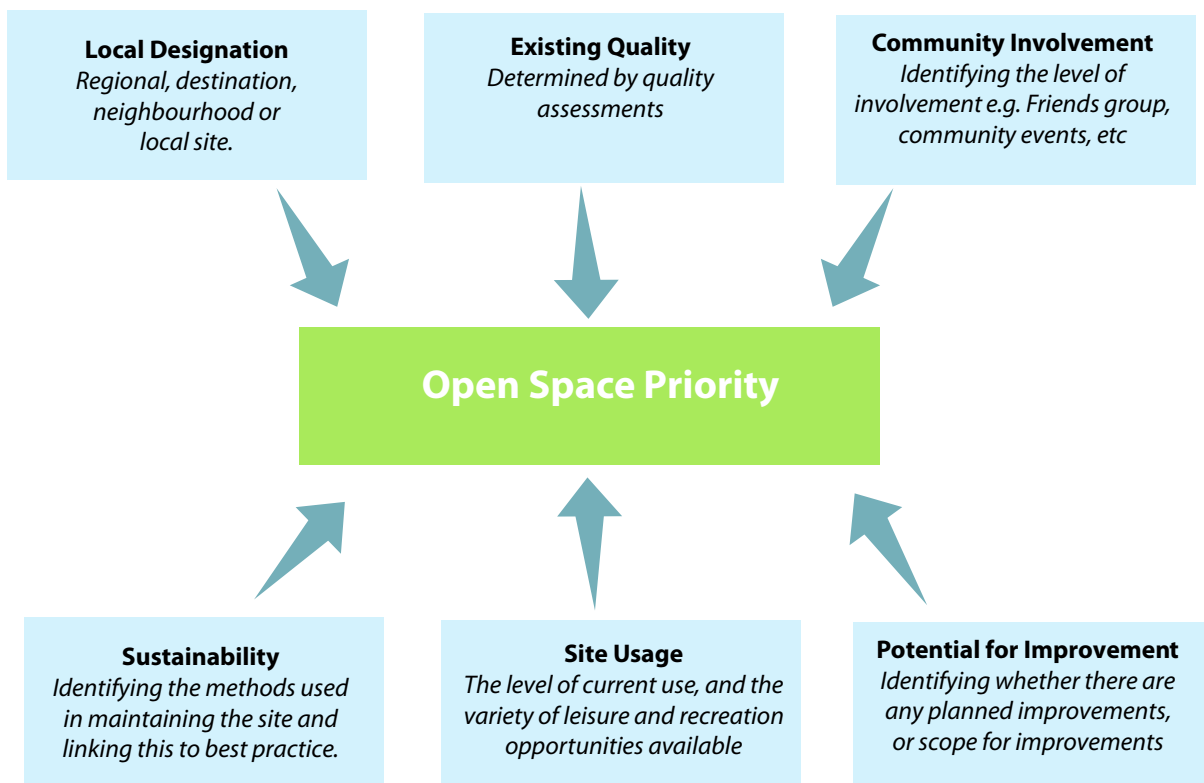 Local Designation
Regional, destination,
neighbourhood or
local site.
Existing Quality
Determined by quality
assessments
Community Involvement
Identifying the level of
involvement e.g. Friends group,
community events, etc
Open Space Priority
Sustainability
Identifying the methods used
in maintaining the site and
linking this to best practice.
Site Usage
The level of current use, and the
variety of leisure and recreation
opportunities available
Potential for Improvement
Identifying whether there are
any planned improvements,
or scope for improvements